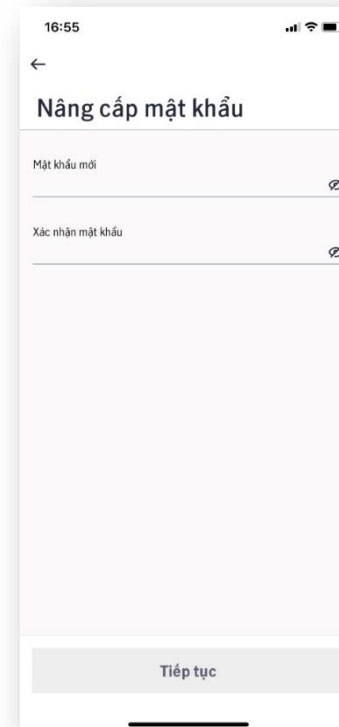 16:55
Nâng cấp mật khẩu
Mật khẩu mới
Xác nhận mật khẩu
Tiếp tục